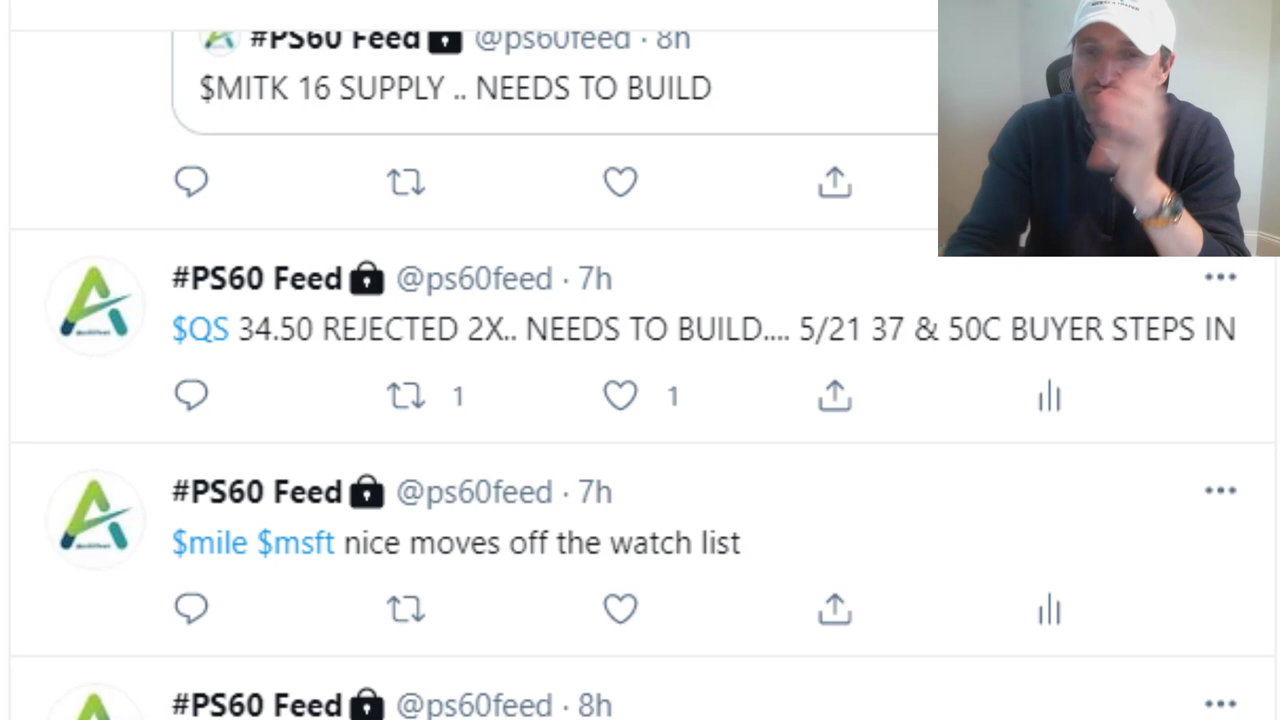 #PS60 Feed @ps60feed · 8h
$MITK 16 SUPPLY .. NEEDS TO BUILD
#PS60 Feed @ps60feed · 7h
$QS 34.50 REJECTED 2X.. NEEDS TO BUILD.... 5/21 37 & 50C BUYER STEPS IN
1 1
#PS60 Feed @ps60feed · 7h
$mile $msft nice moves off the watch list
#PS60 Feed @ps60feed · 8h